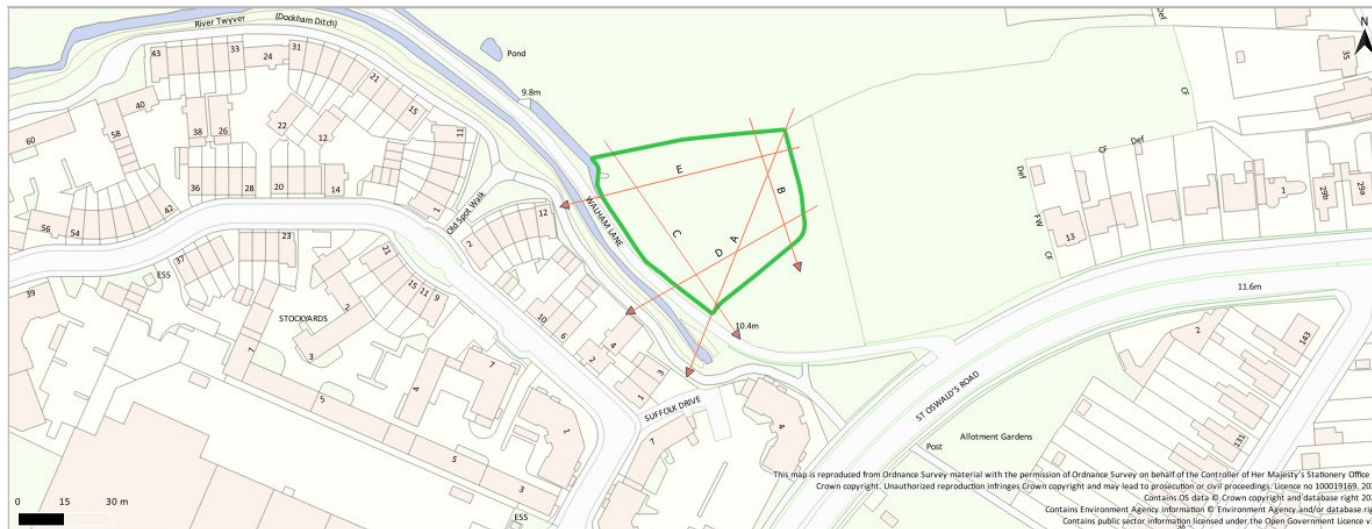 River Twyver
(Dockham Ditch)
Pond
9.8m
N
Def
Def
35
CF
43
33
24
31
21
15
11
40
60
58
38
26
22
12
36
28
20
14
1
42
56
54
Old Spot Walk
WALHAM LANE
12
2
E
B
C
A
D
Def
CF
Def
FW
CF
13
1
29b
29a
39
ESS
37
23
2
STOCKYARDS
3
21
15
11
9
7
5
4
7
10
6
2
4
1
3
1
5
3
ESS
SUFFOLK DRIVE
7
4
10.4m
11.6m
ST OSWALD'S ROAD
2
143
131
Post
Allotment Gardens
0 15 30 m
This map is reproduced from Ordnance Survey material with the permission of Ordnance Survey on behalf of the Controller of Her Majesty's Stationery Office
Crown copyright. Unauthorized reproduction infringes Crown copyright and may lead to prosecution or civil proceedings. Licence no 100019169.
Contains OS data © Crown copyright and database right
Contains Environment Agency information © Environment Agency and/or database
Contains public sector information licensed under the Open Government